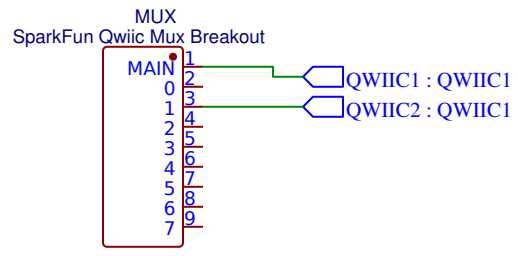 MUX
SparkFun Qwiic Mux Breakout
MAIN 1
0 2
1 3
2 4
3 5
4 6
5 7
6 8
7 9
QWIIC1 : QWIIC1
QWIIC2 : QWIIC1